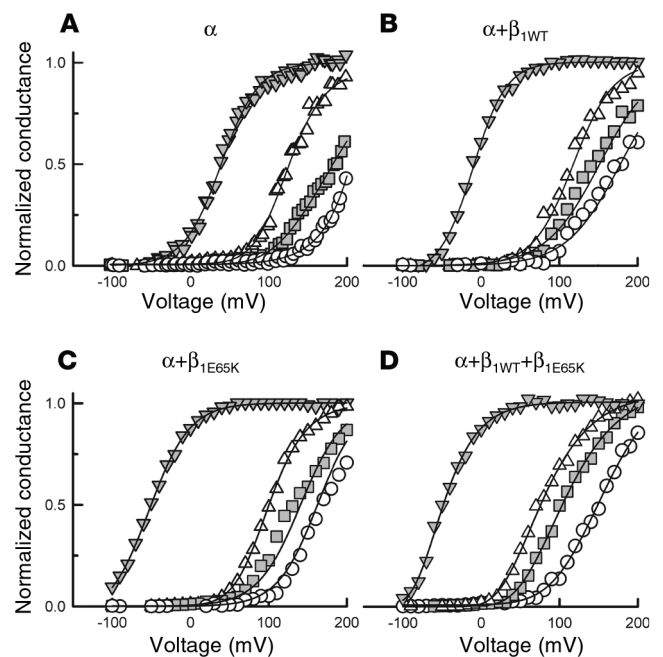 A
α
B
α+β1WT
Normalized conductance
1.0
0.5
0.0
-100
0
100
200
-100
0
100
200
Voltage (mV)
Voltage (mV)
C
α+β1E65K
D
α+β1WT+β1E65K
Normalized conductance
1.0
0.5
0.0
-100
0
100
200
-100
0
100
200
Voltage (mV)
Voltage (mV)